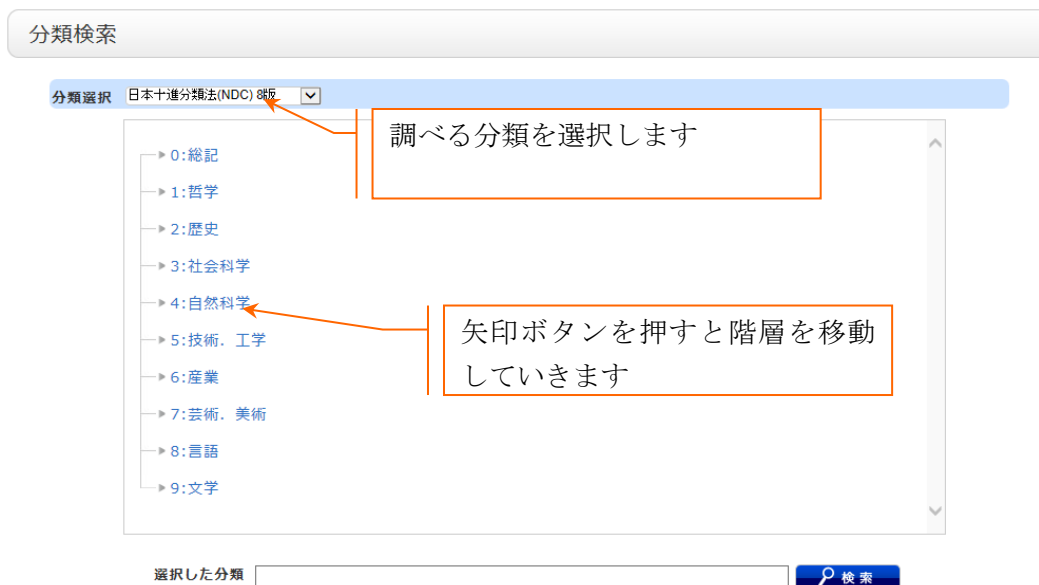 分類検索
分類選択 日本十進分類法(NDC) 8版
調べる分類を選択します
0:総記
1:哲学
2:歴史
3:社会科学
4:自然科学
矢印ボタンを押すと階層を移動
していきます
5:技術．工学
6:産業
7:芸術．美術
8:言語
9:文学
選択した分類 検索